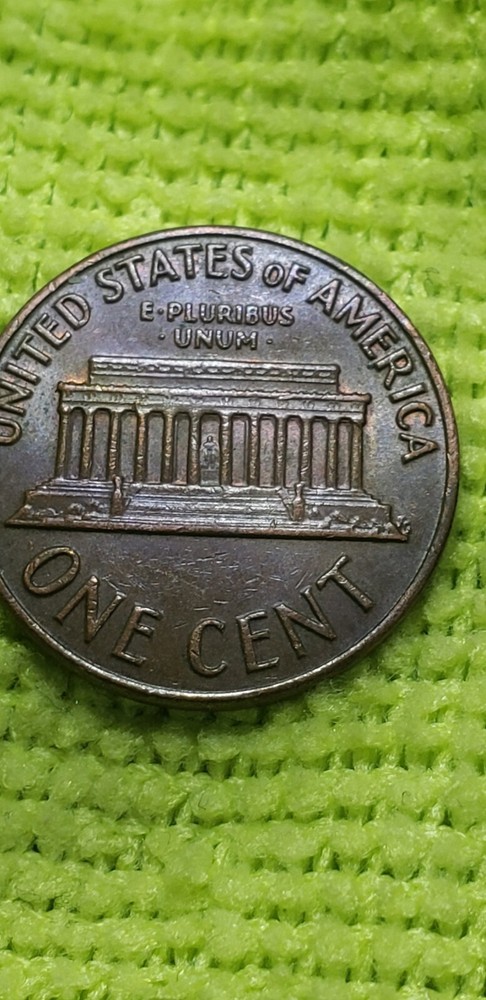 UNITED STATES OF AMERICA
E·PLURIBUS
·UNUM·
ONE CENT